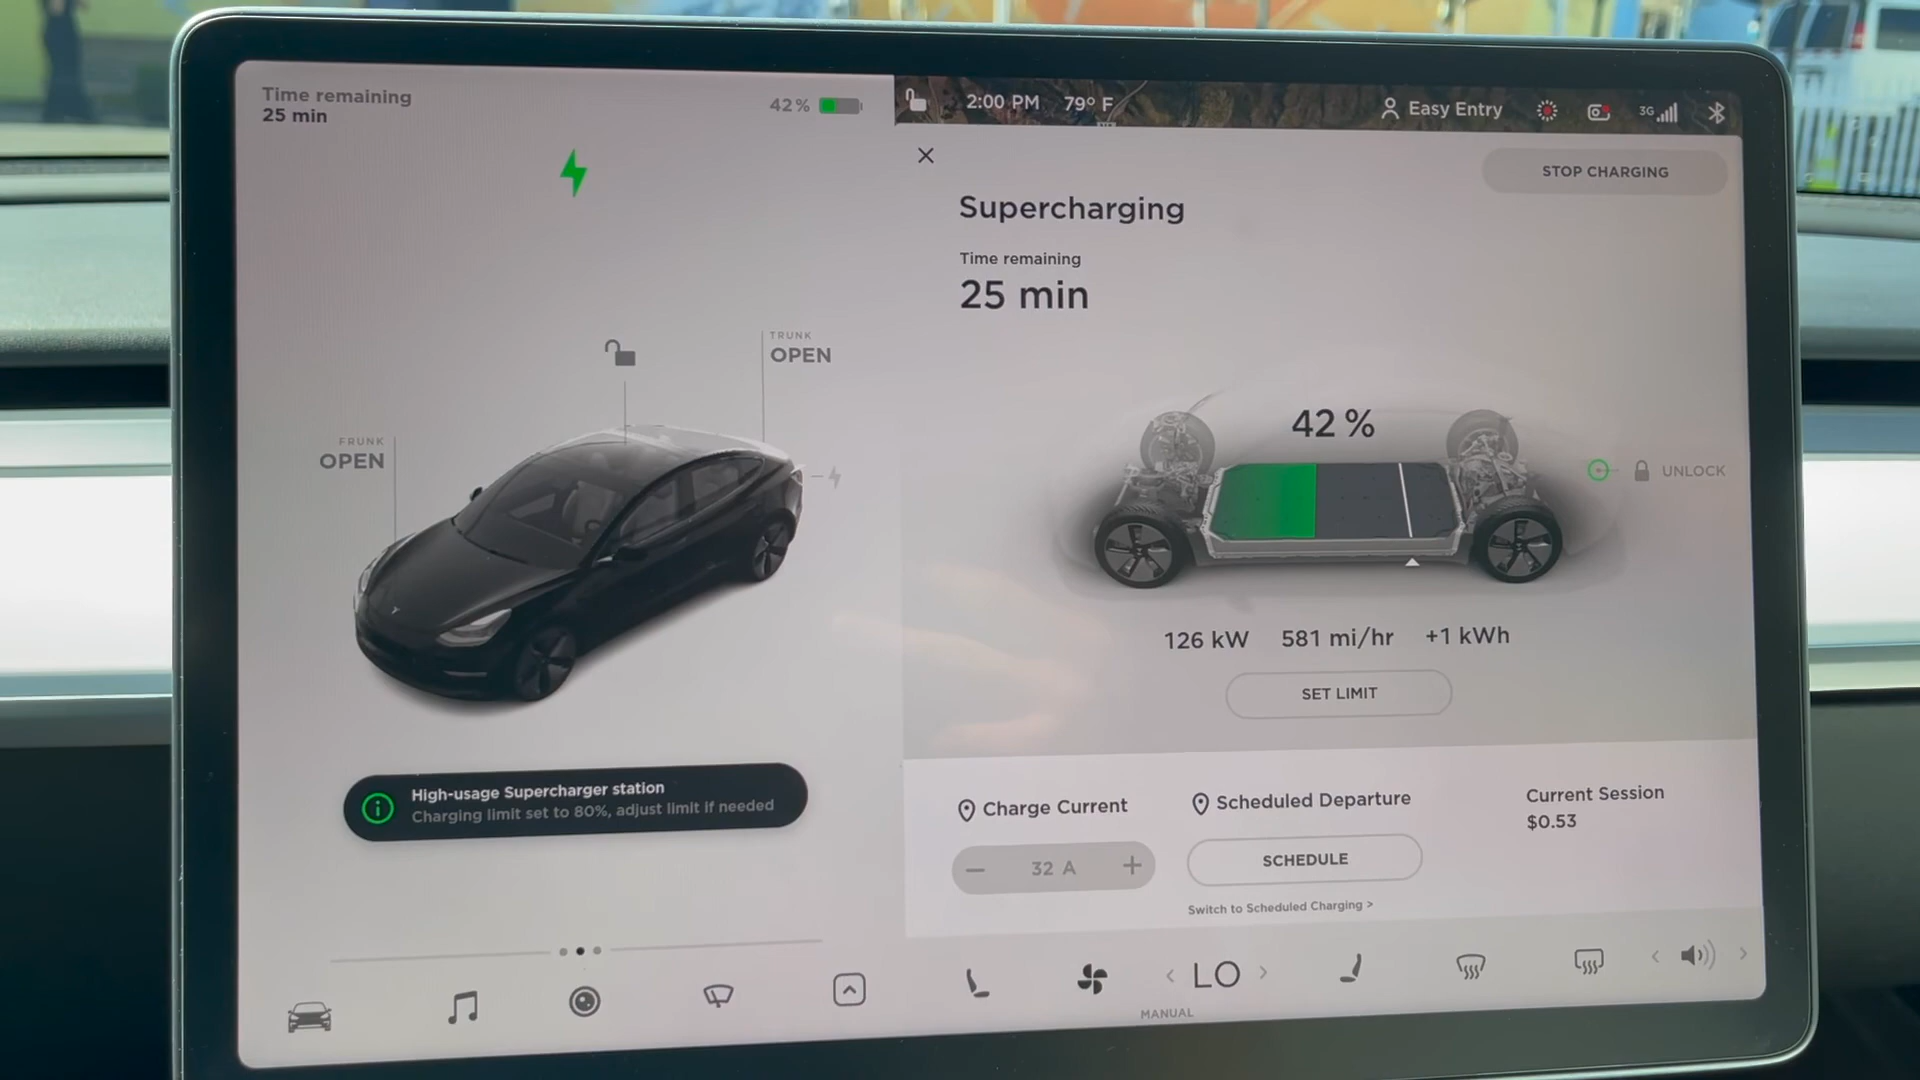 Time remaining
25 min
42 %
2:00 PM 79° F
Easy Entry
3G
STOP CHARGING
Supercharging
Time remaining
25 min
TRUNK
OPEN
FRUNK
OPEN
42 %
UNLOCK
126 kW 581 mi/hr +1 kWh
SET LIMIT
High-usage Supercharger station
Charging limit set to 80%, adjust limit if needed
Charge Current
− 32 A +
Scheduled Departure
SCHEDULE
Switch to Scheduled Charging >
Current Session
$0.53
< LO >
MANUAL
< >